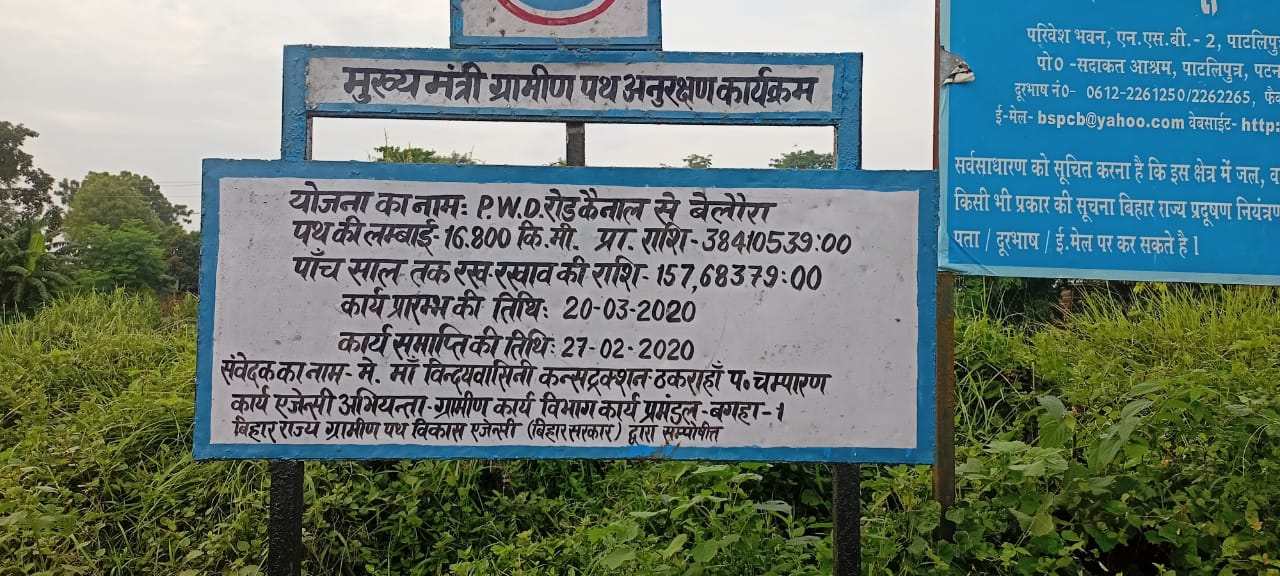 मुख्य मंत्री ग्रामीण पथ अनुरक्षण कार्यक्रम
योजना का नाम: P.W.D. रोड कैनाल से बैलौरा
पथ की लम्बाई- 16.800 कि.मी. प्रा. राशि - 38410539:00
पाँच साल तक रख-रखाव की राशि- 157,68379:00
कार्य प्रारम्भ की तिथि: 20-03-2020
कार्य समाप्ति की तिथि: 27-02-2020
संवेदक का नाम- मे. माँ विन्दयवासिनी कन्सट्रक्शन ठकराहाँ प. चम्पारण
कार्य एजेन्सी अभियन्ता - ग्रामीण कार्य विभाग कार्य प्रमंडल - बगहा - 1
बिहार राज्य ग्रामीण पथ विकास एजेन्सी (बिहार सरकार) द्वारा सम्पोषीत
परिवेश भवन, एन.एस.बी.- 2, पाटलिपु
पो0 -सदाकत आश्रम, पाटलिपुत्र, पटन
दूरभाष नं0- 0612-2261250/2262265, फै
ई-मेल- bspcb@yahoo.com वेबसाईट- http:
सर्वसाधारण को सूचित करना है कि इस क्षेत्र में जल, वा
किसी भी प्रकार की सूचना बिहार राज्य प्रदूषण नियंत्रण
पता / दूरभाष / ई.मेल पर कर सकते है।